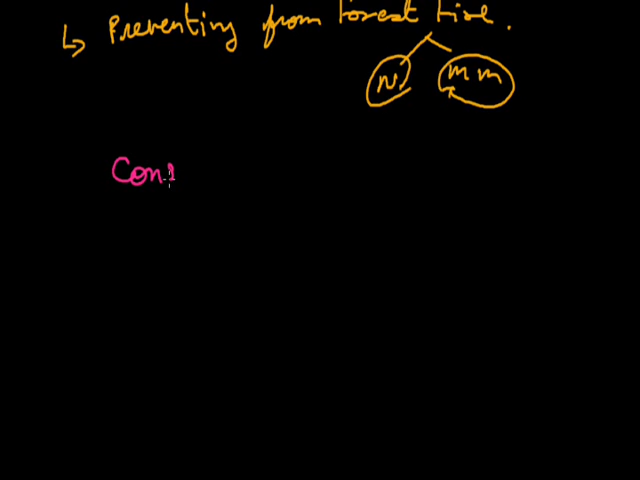 ↳ Preventing from Forest Fire.
N. mm
Con